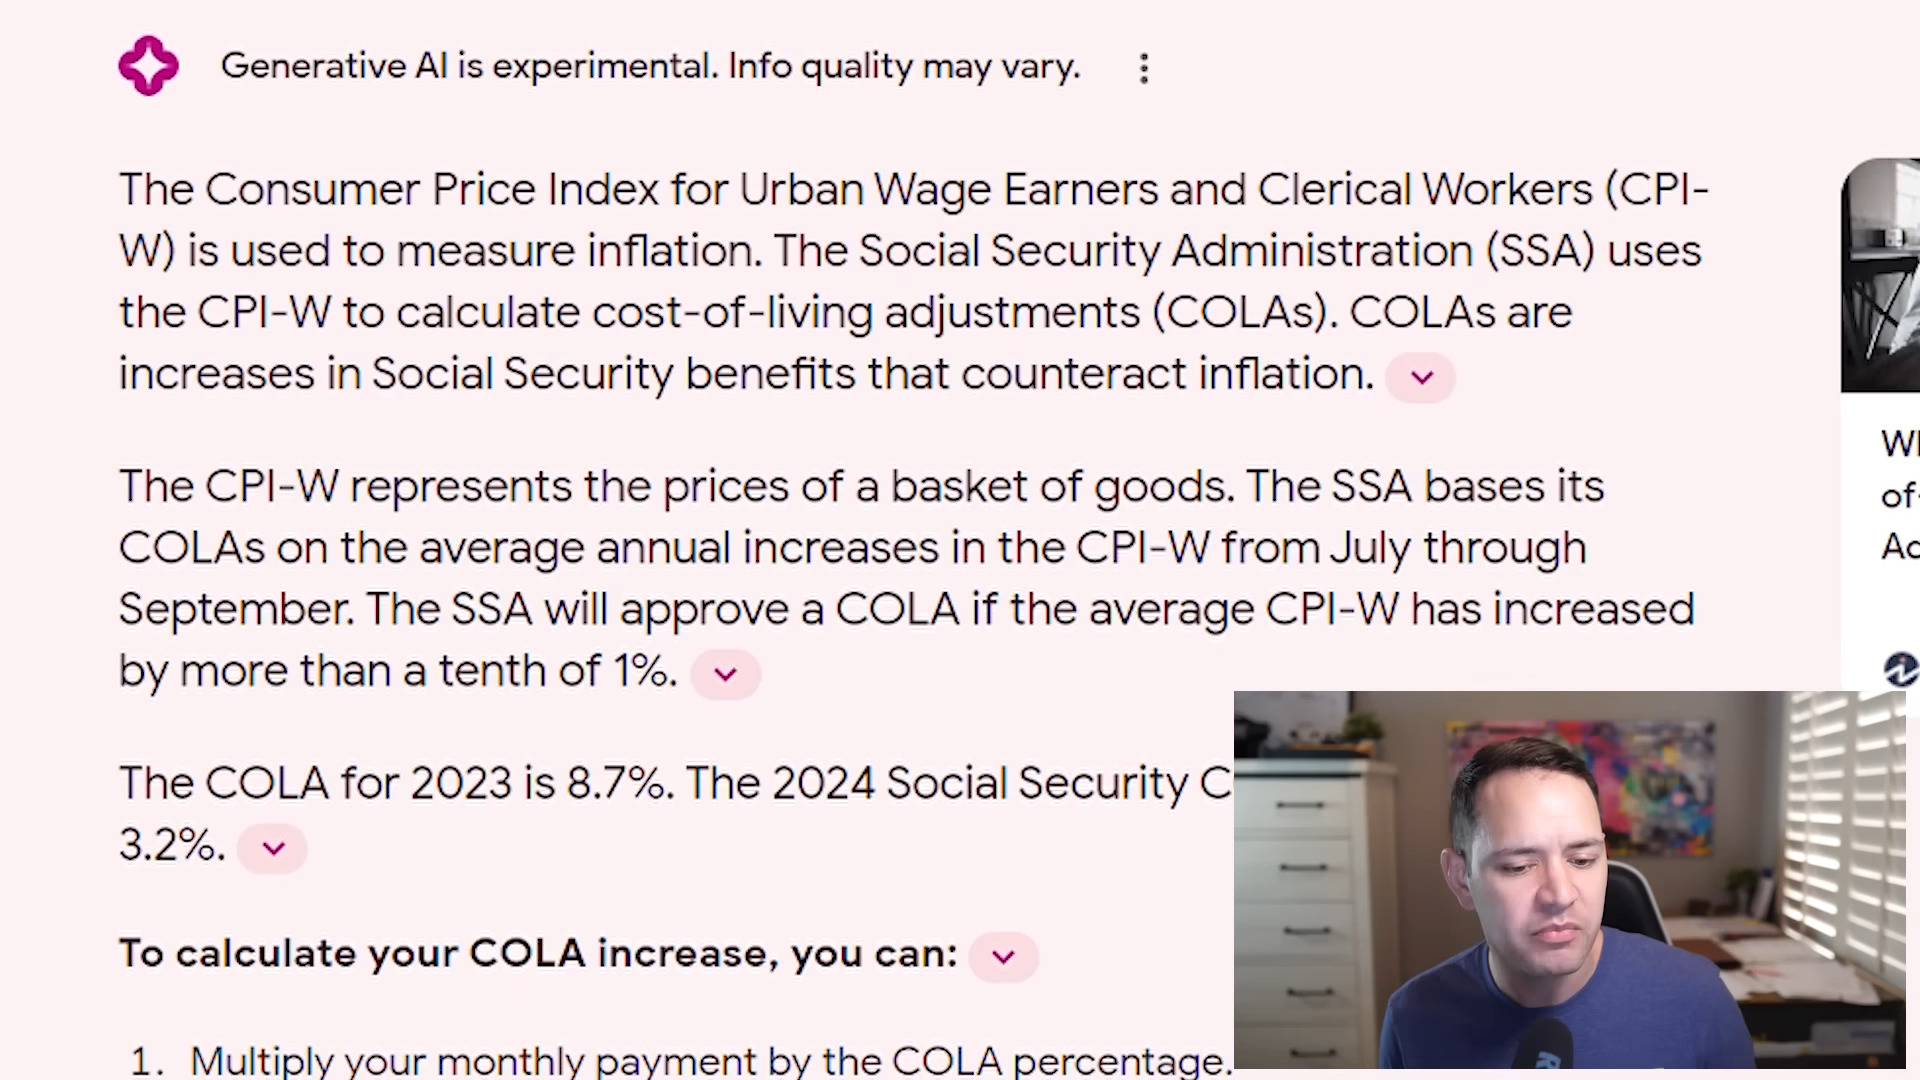 Generative AI is experimental. Info quality may vary.
The Consumer Price Index for Urban Wage Earners and Clerical Workers (CPI-
W) is used to measure inflation. The Social Security Administration (SSA) uses
the CPI-W to calculate cost-of-living adjustments (COLAs). COLAs are
increases in Social Security benefits that counteract inflation.
The CPI-W represents the prices of a basket of goods. The SSA bases its
COLAs on the average annual increases in the CPI-W from July through
September. The SSA will approve a COLA if the average CPI-W has increased
by more than a tenth of 1%.
The COLA for 2023 is 8.7%. The 2024 Social Security C
3.2%.
To calculate your COLA increase, you can:
1. Multiply your monthly payment by the COLA percentage.
of-